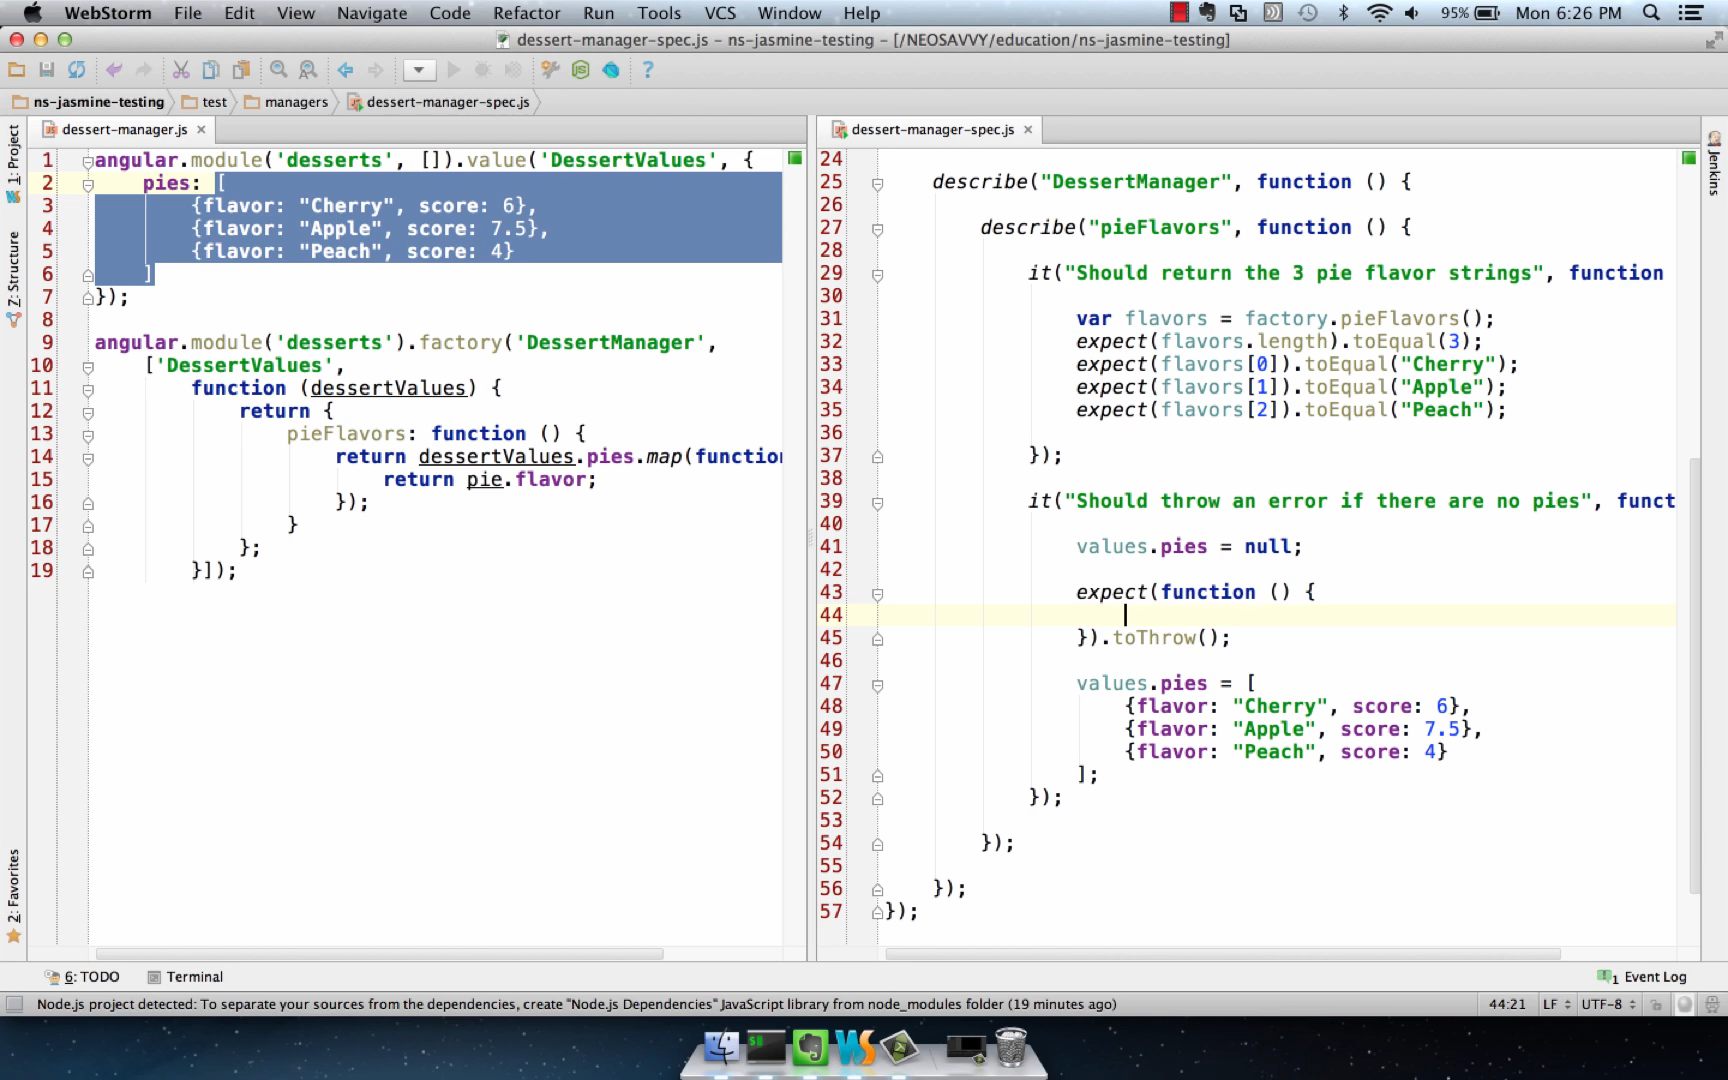 WebStorm File Edit View Navigate Code Refactor Run Tools VCS Window Help 95% Mon 6:26 PM
dessert-manager-spec.js - ns-jasmine-testing - [/NEOSAVVY/education/ns-jasmine-testing]
ns-jasmine-testing test managers dessert-manager-spec.js
1: Project
Z: Structure
2: Favorites
dessert-manager.js
1 angular.module('desserts', []).value('DessertValues', {
2 pies: [
3 {flavor: "Cherry", score: 6},
4 {flavor: "Apple", score: 7.5},
5 {flavor: "Peach", score: 4}
6 ]
7 });
8
9 angular.module('desserts').factory('DessertManager',
10 ['DessertValues',
11 function (dessertValues) {
12 return {
13 pieFlavors: function () {
14 return dessertValues.pies.map(function
15 return pie.flavor;
16 });
17 }
18 };
19 }]);
dessert-manager-spec.js
24
25 describe("DessertManager", function () {
26
27 describe("pieFlavors", function () {
28
29 it("Should return the 3 pie flavor strings", function
30
31 var flavors = factory.pieFlavors();
32 expect(flavors.length).toEqual(3);
33 expect(flavors[0]).toEqual("Cherry");
34 expect(flavors[1]).toEqual("Apple");
35 expect(flavors[2]).toEqual("Peach");
36
37 });
38
39 it("Should throw an error if there are no pies", funct
40
41 values.pies = null;
42
43 expect(function () {
44
45 }).toThrow();
46
47 values.pies = [
48 {flavor: "Cherry", score: 6},
49 {flavor: "Apple", score: 7.5},
50 {flavor: "Peach", score: 4}
51 ];
52 });
53
54 });
55
56 });
57 });
Jenkins
6: TODO Terminal 1 Event Log
Node.js project detected: To separate your sources from the dependencies, create "Node.js Dependencies" JavaScript library from node_modules folder (19 minutes ago) 44:21 LF UTF-8